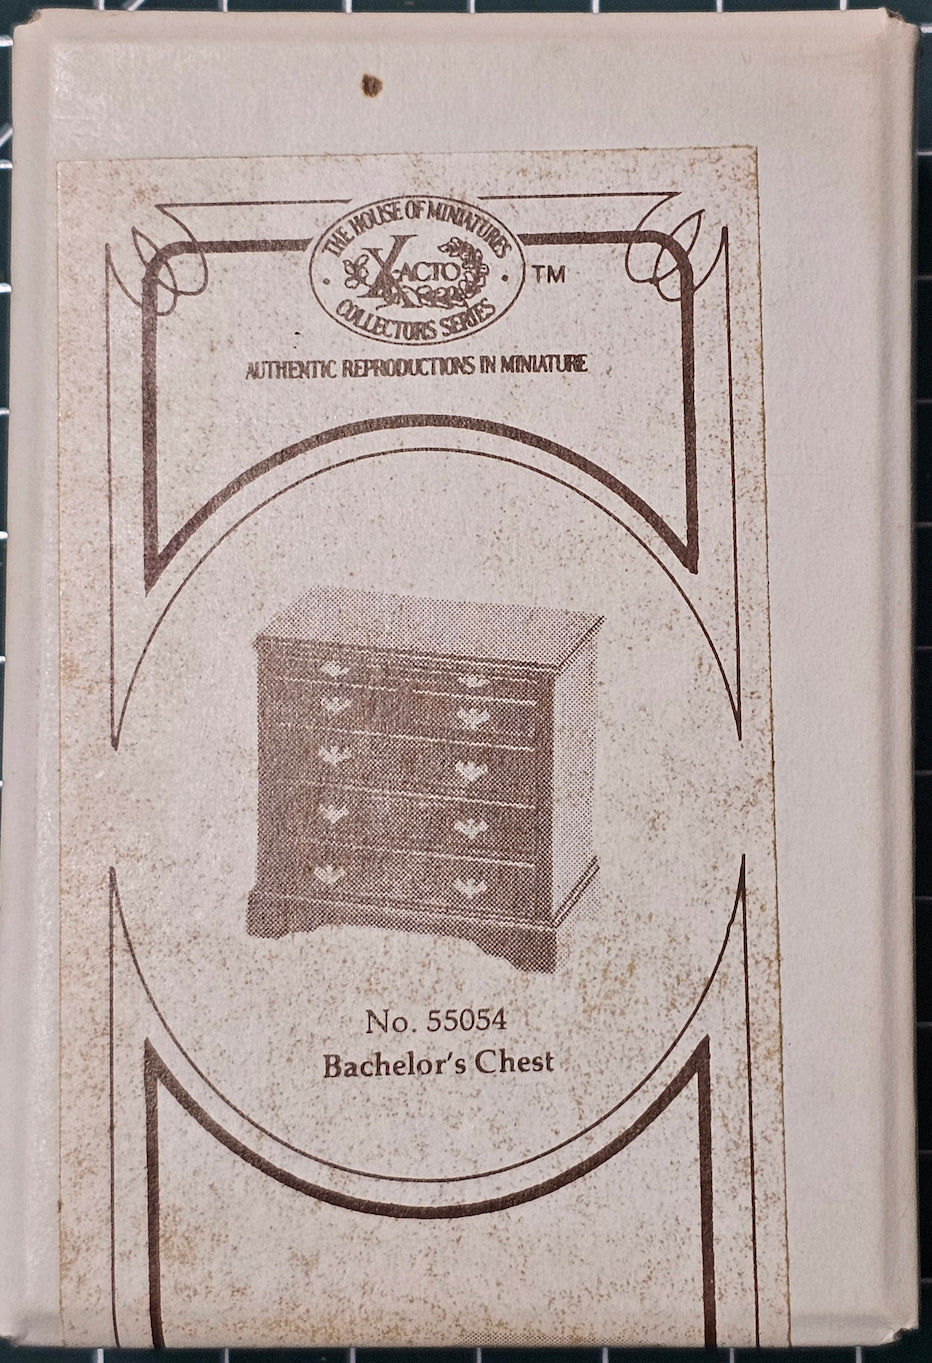 THE HOUSE OF MINIATURES
X-ACTO
COLLECTORS SERIES
TM
AUTHENTIC REPRODUCTIONS IN MINIATURE
No. 55054
Bachelor's Chest